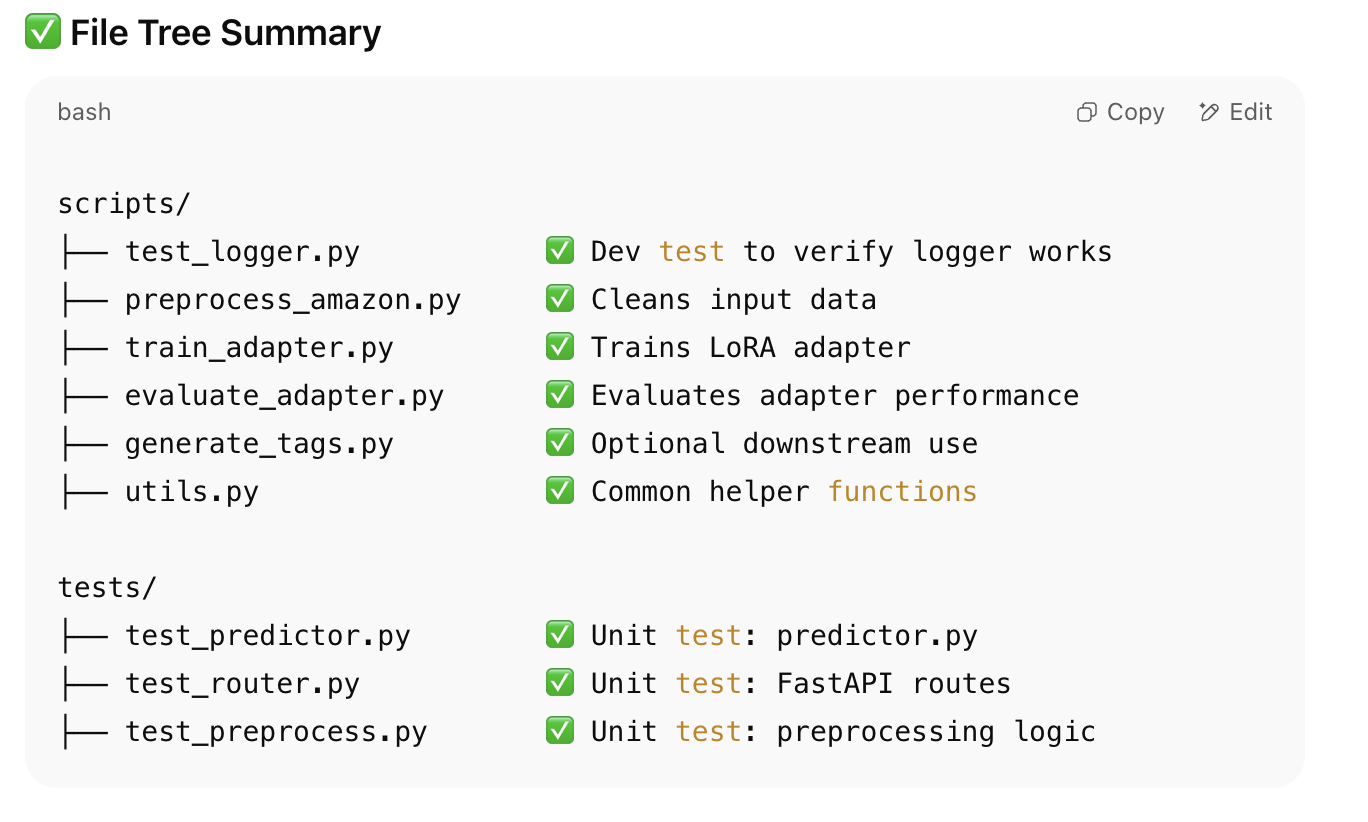 ✅ File Tree Summary
bash Copy Edit
scripts/
├── test_logger.py ✅ Dev test to verify logger works
├── preprocess_amazon.py ✅ Cleans input data
├── train_adapter.py ✅ Trains LoRA adapter
├── evaluate_adapter.py ✅ Evaluates adapter performance
├── generate_tags.py ✅ Optional downstream use
├── utils.py ✅ Common helper functions
tests/
├── test_predictor.py ✅ Unit test: predictor.py
├── test_router.py ✅ Unit test: FastAPI routes
├── test_preprocess.py ✅ Unit test: preprocessing logic